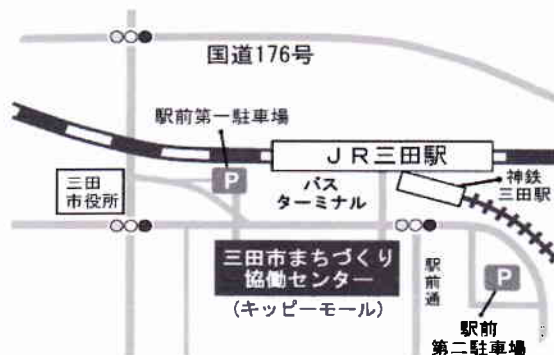 国道176号
駅前第一駐車場
P
JR三田駅
三田
市役所
バス
ターミナル
神鉄
三田駅
三田市まちづくり
協働センター
(キッピーモール)
駅前通
P
駅前
第二駐車場